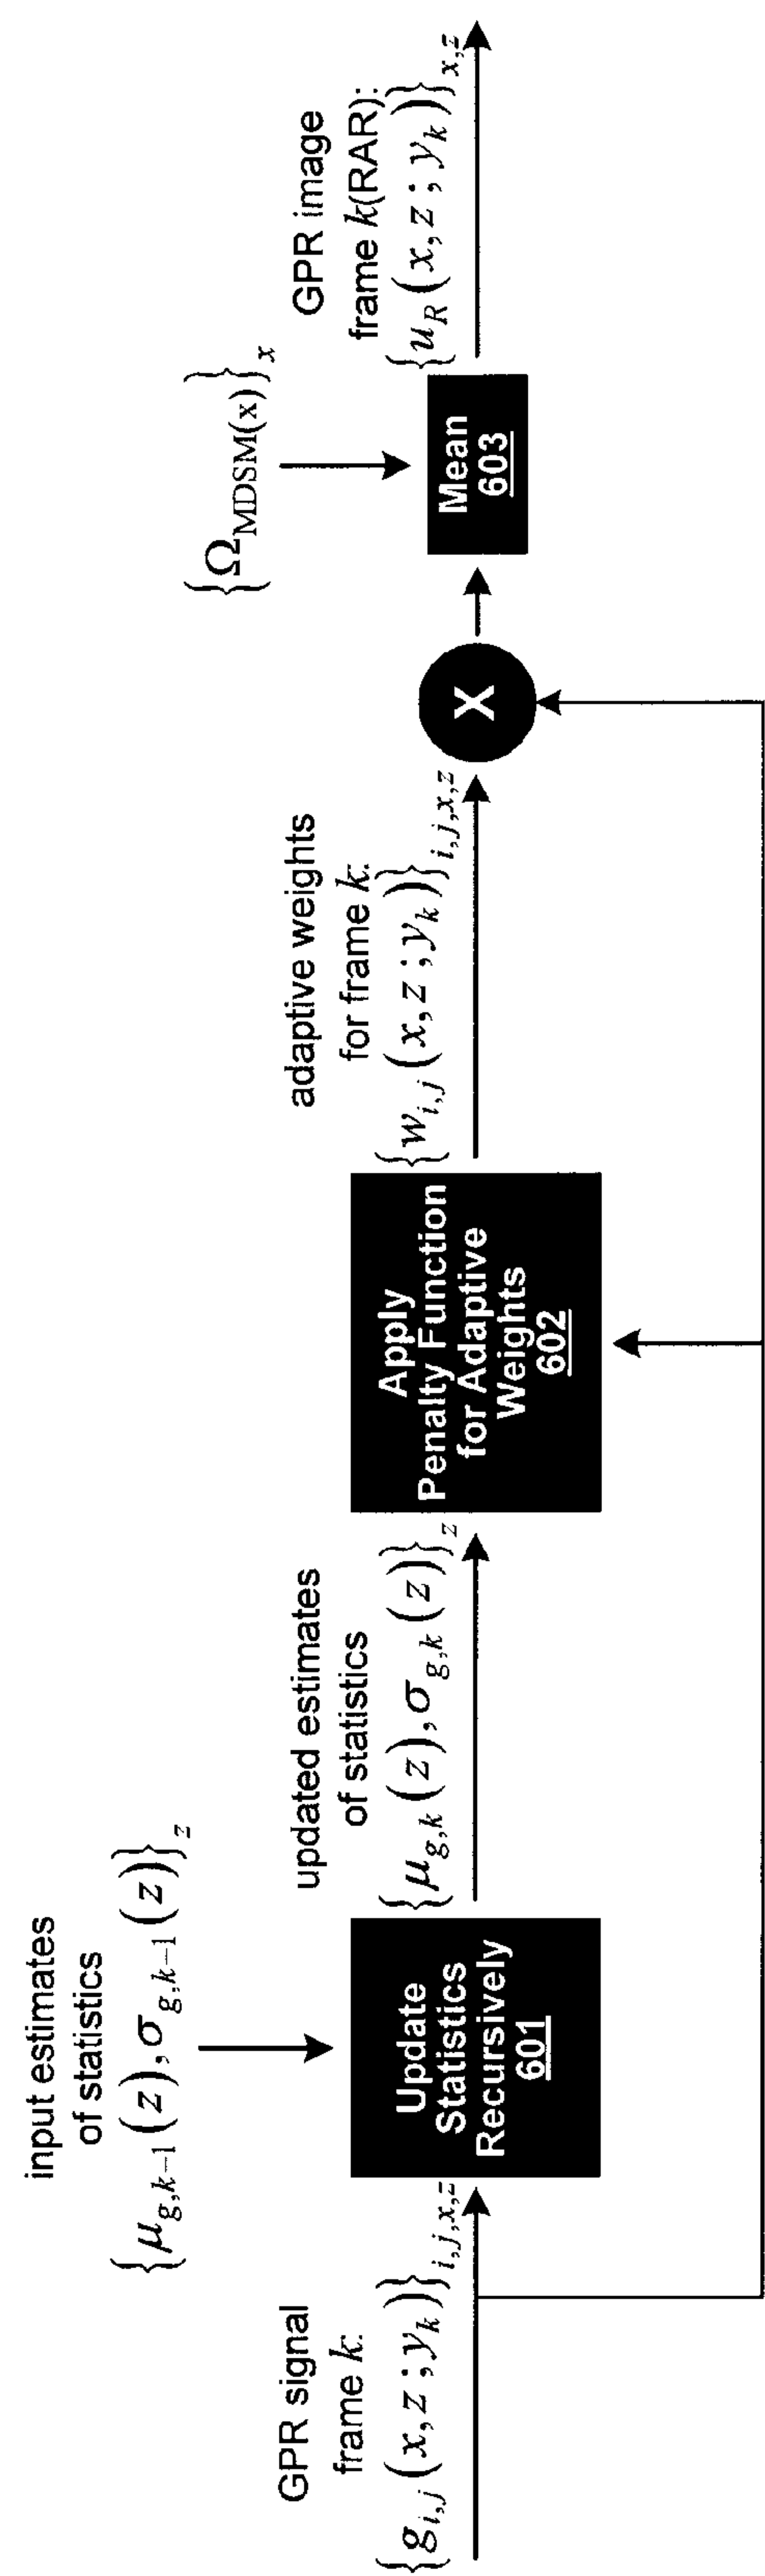 GPR signal
frame k:
{g_{i,j}(x,z;y_k)}_{i,j,x,z}
input estimates
of statistics
{μ_{g,k−1}(z),σ_{g,k−1}(z)}_z
Update
Statistics
Recursively
601
updated estimates
of statistics
{μ_{g,k}(z),σ_{g,k}(z)}_z
Apply
Penalty Function
for Adaptive
Weights
602
adaptive weights
for frame k:
{w_{i,j}(x,z;y_k)}_{i,j,x,z}
X
{Ω_{MDSM(x)}}_x
Mean
603
GPR image
frame k(RAR):
{u_R(x,z;y_k)}_{x,z}